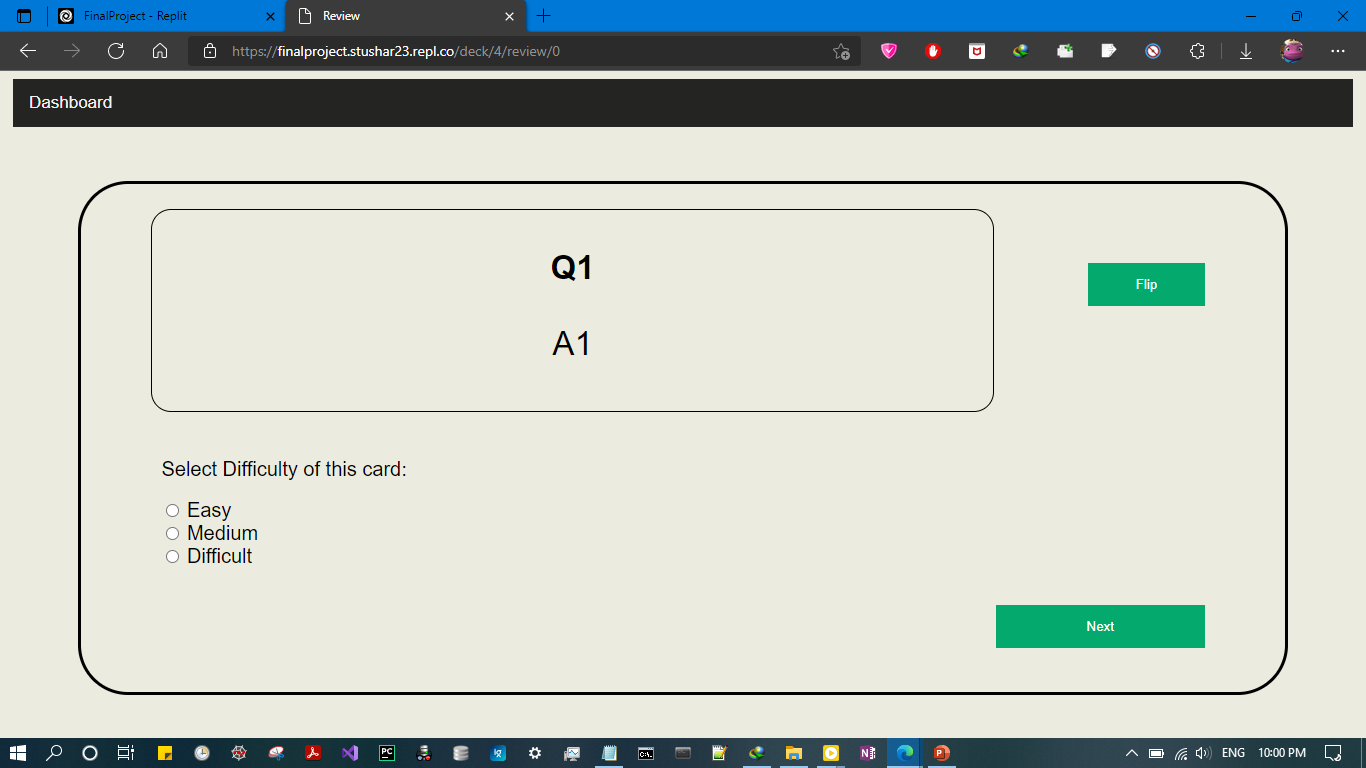 FinalProject - Replit
Review
https://finalproject.stushar23.repl.co/deck/4/review/0
Dashboard
Q1
A1
Flip
Select Difficulty of this card:
Easy
Medium
Difficult
Next
ENG
10:00 PM